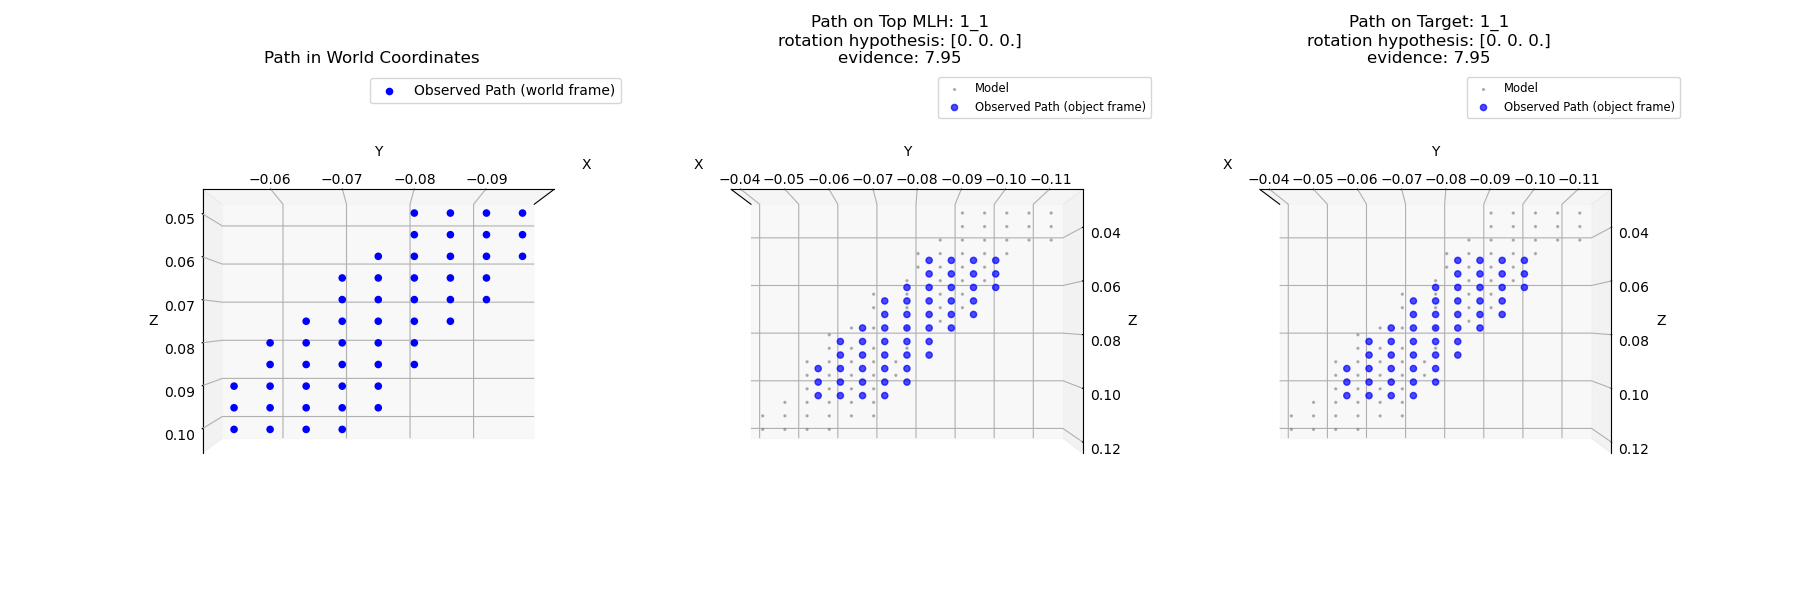 Path in World Coordinates
Observed Path (world frame)
Y
X
−0.06 −0.07 −0.08 −0.09
Z
0.05
0.06
0.07
0.08
0.09
0.10
Path on Top MLH: 1_1
rotation hypothesis: [0. 0. 0.]
evidence: 7.95
Model
Observed Path (object frame)
Y
X
−0.04 −0.05 −0.06 −0.07 −0.08 −0.09 −0.10 −0.11
Z
0.04
0.06
0.08
0.10
0.12
Path on Target: 1_1
rotation hypothesis: [0. 0. 0.]
evidence: 7.95
Model
Observed Path (object frame)
Y
X
−0.04 −0.05 −0.06 −0.07 −0.08 −0.09 −0.10 −0.11
Z
0.04
0.06
0.08
0.10
0.12